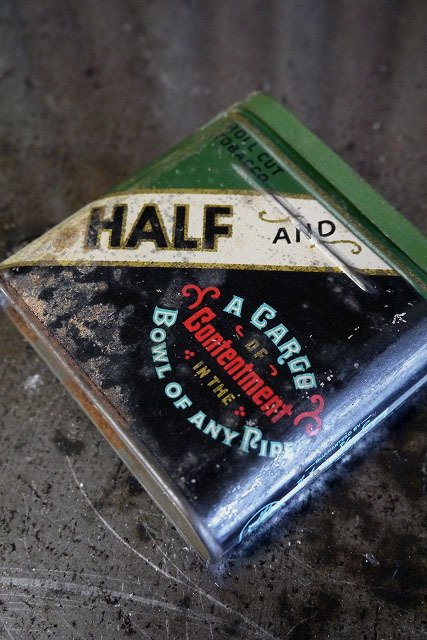 ROLL CUT
TOBACCO
HALF AND
A CARGO
OF
Contentment
IN THE
BOWL OF ANY PIPE